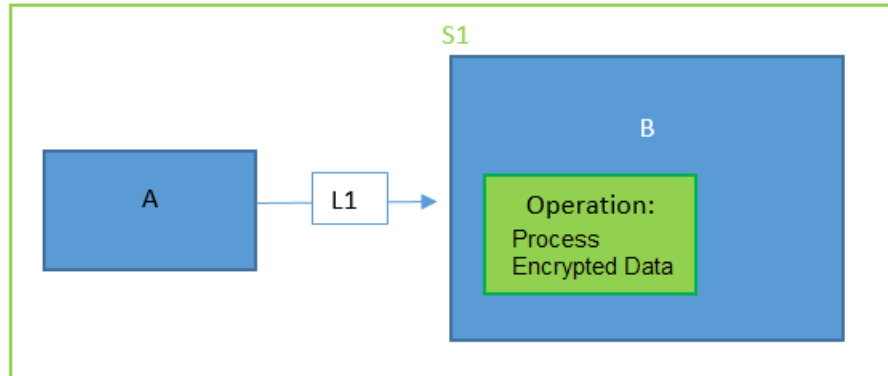 S1
B
A
L1
Operation:
Process
Encrypted Data